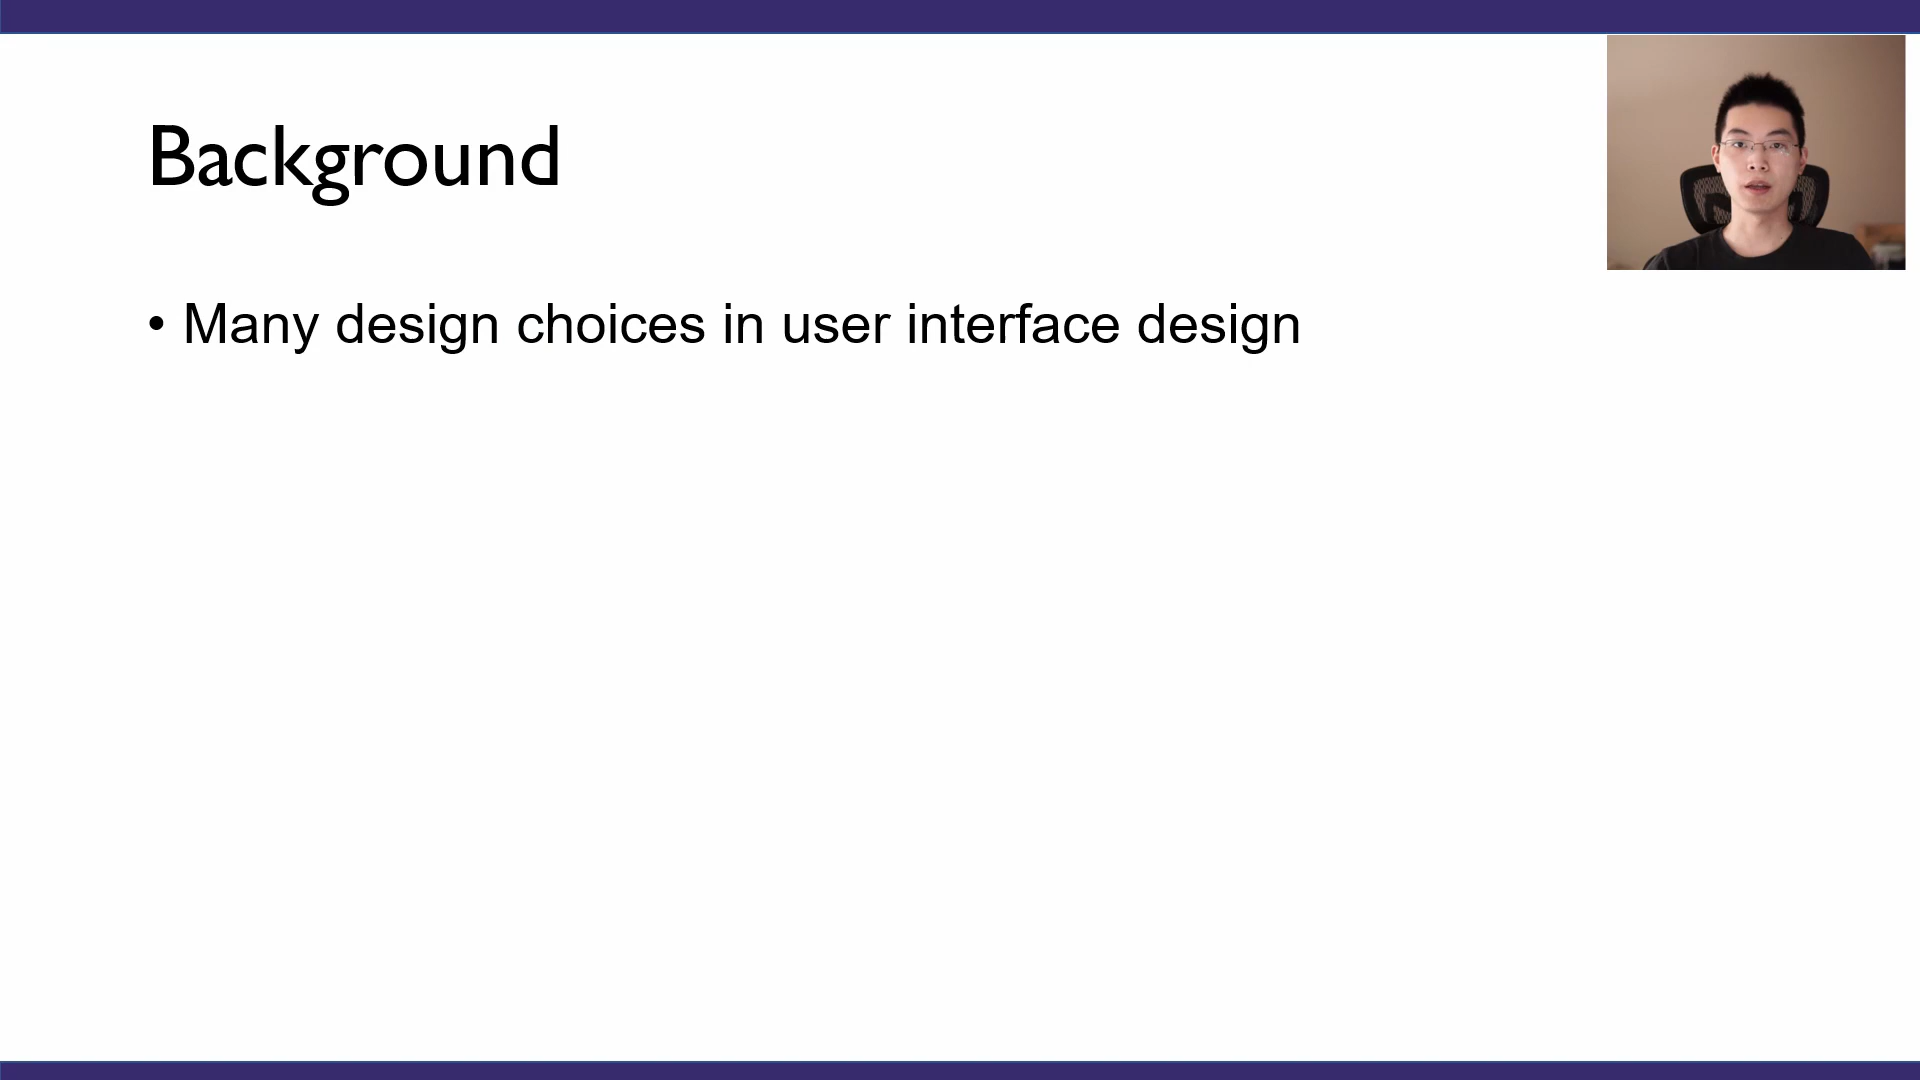 Background
• Many design choices in user interface design